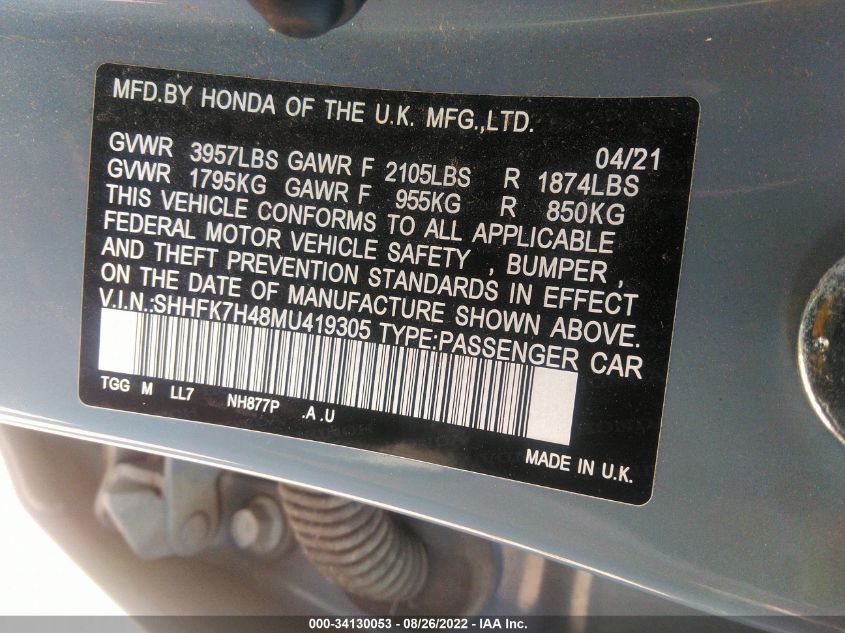 MFD.BY HONDA OF THE U.K. MFG.,LTD.
04/21
GVWR 3957LBS GAWR F 2105LBS R 1874LBS
GVWR 1795KG GAWR F 955KG R 850KG
THIS VEHICLE CONFORMS TO ALL APPLICABLE
FEDERAL MOTOR VEHICLE SAFETY , BUMPER ,
AND THEFT PREVENTION STANDARDS IN EFFECT
ON THE DATE OF MANUFACTURE SHOWN ABOVE.
V.I.N.:SHHFK7H48MU419305 TYPE:PASSENGER CAR
TGG M LL7 NH877P .A.U
MADE IN U.K.
000-34130053 - 08/26/2022 - IAA Inc.